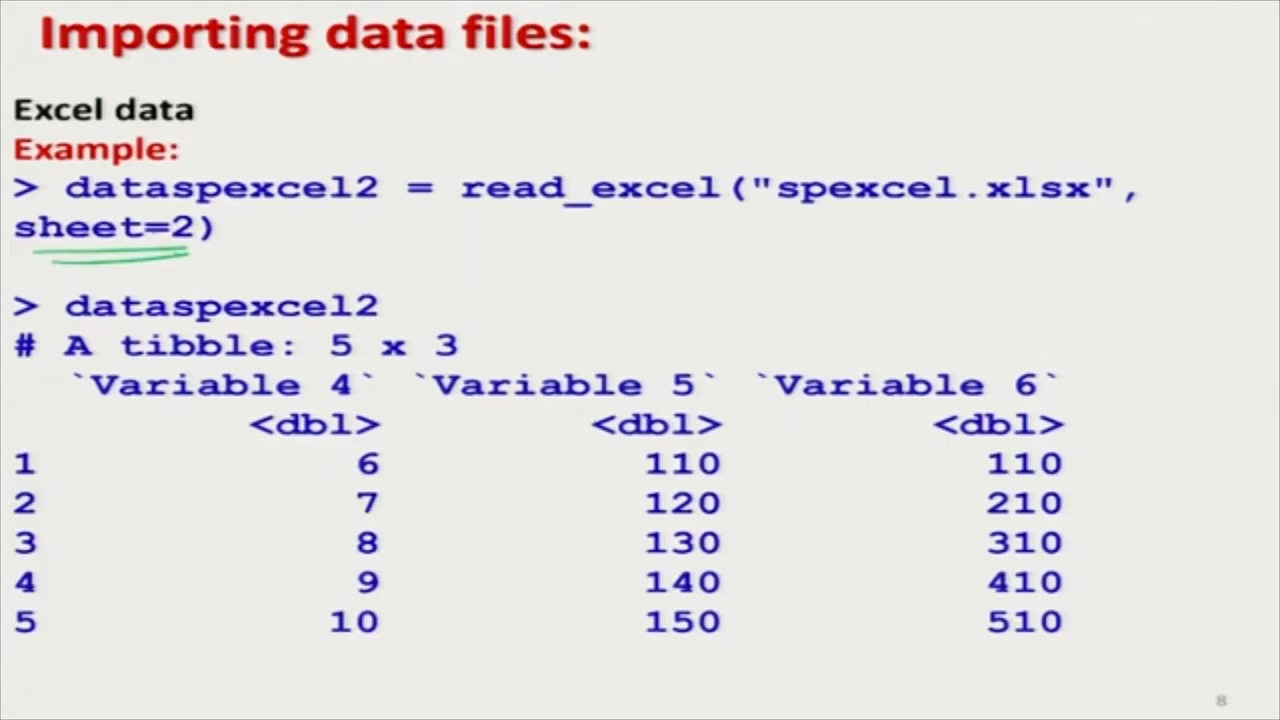 Importing data files:
Excel data
Example:
> dataspexcel2 = read_excel("spexcel.xlsx",
sheet=2)
> dataspexcel2
# A tibble: 5 x 3
`Variable 4` `Variable 5` `Variable 6`
<dbl> <dbl> <dbl>
1 6 110 110
2 7 120 210
3 8 130 310
4 9 140 410
5 10 150 510
8